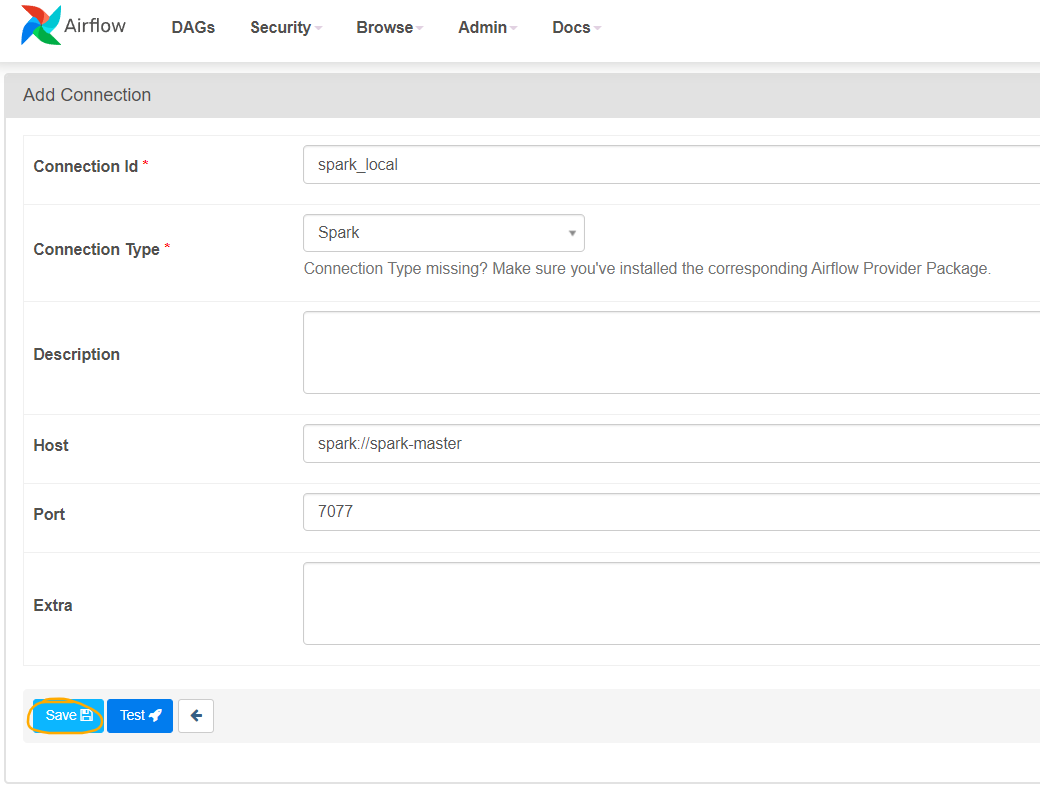 Airflow DAGs Security Browse Admin Docs
Add Connection
Connection Id * spark_local
Connection Type * Spark
Connection Type missing? Make sure you've installed the corresponding Airflow Provider Package.
Description
Host spark://spark-master
Port 7077
Extra
Save Test